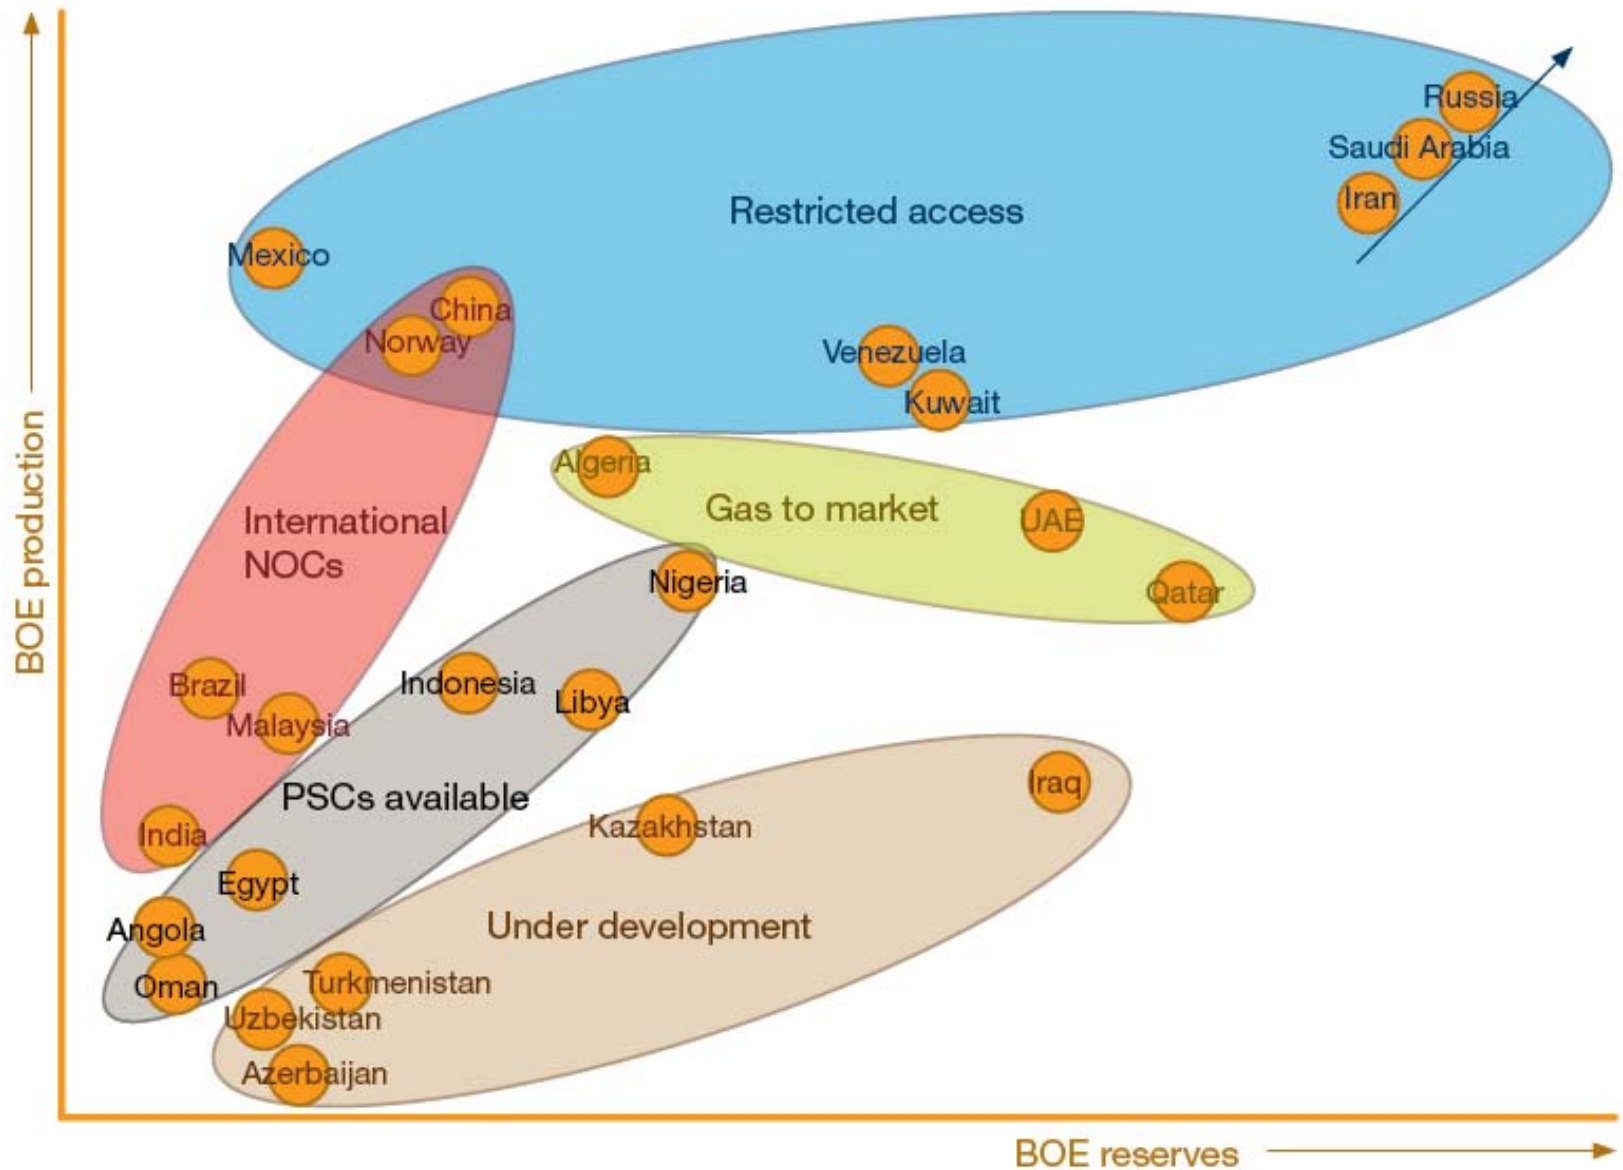 Russia
Saudi Arabia
Iran
Restricted access
Mexico
China
Norway
Venezuela
Kuwait
Algeria
Gas to market
UAE
Qatar
International
NOCs
Nigeria
Brazil
Malaysia
Indonesia
Libya
PSCs available
India
Egypt
Angola
Oman
Iraq
Kazakhstan
Under development
Turkmenistan
Uzbekistan
Azerbaijan
BOE production
BOE reserves